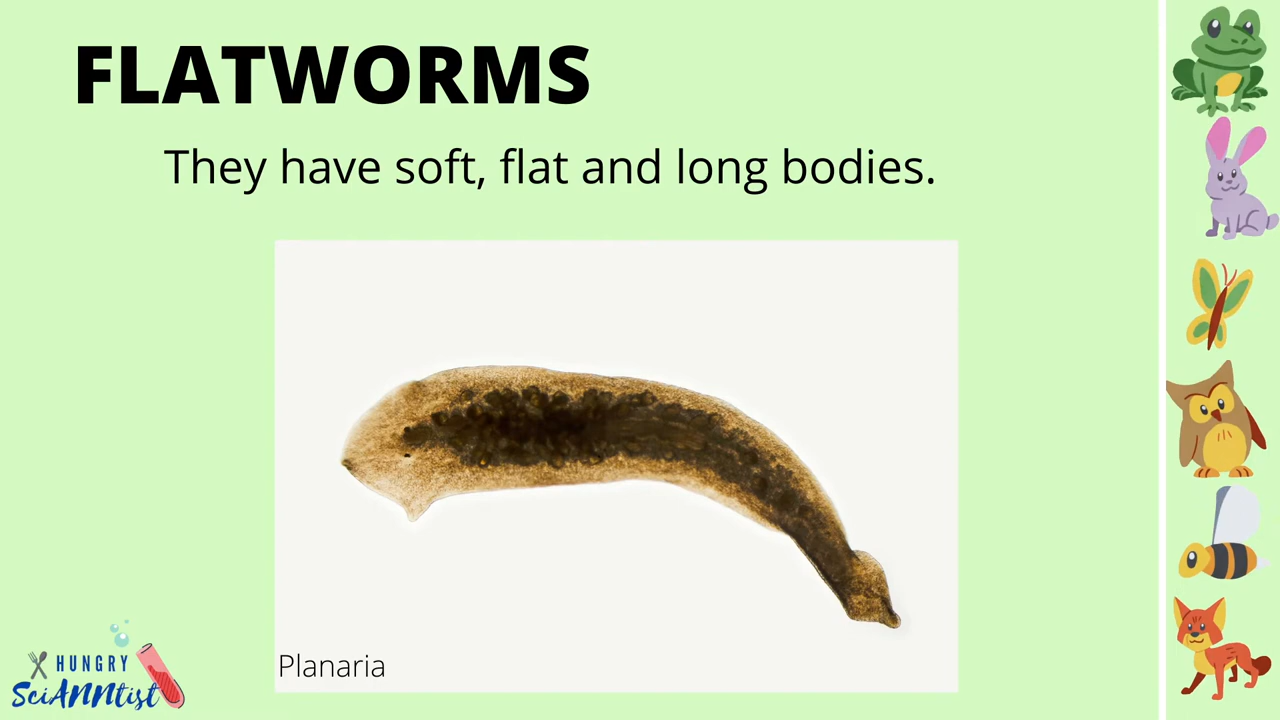 FLATWORMS
They have soft, flat and long bodies.
Planaria
HUNGRY
SciANNtist